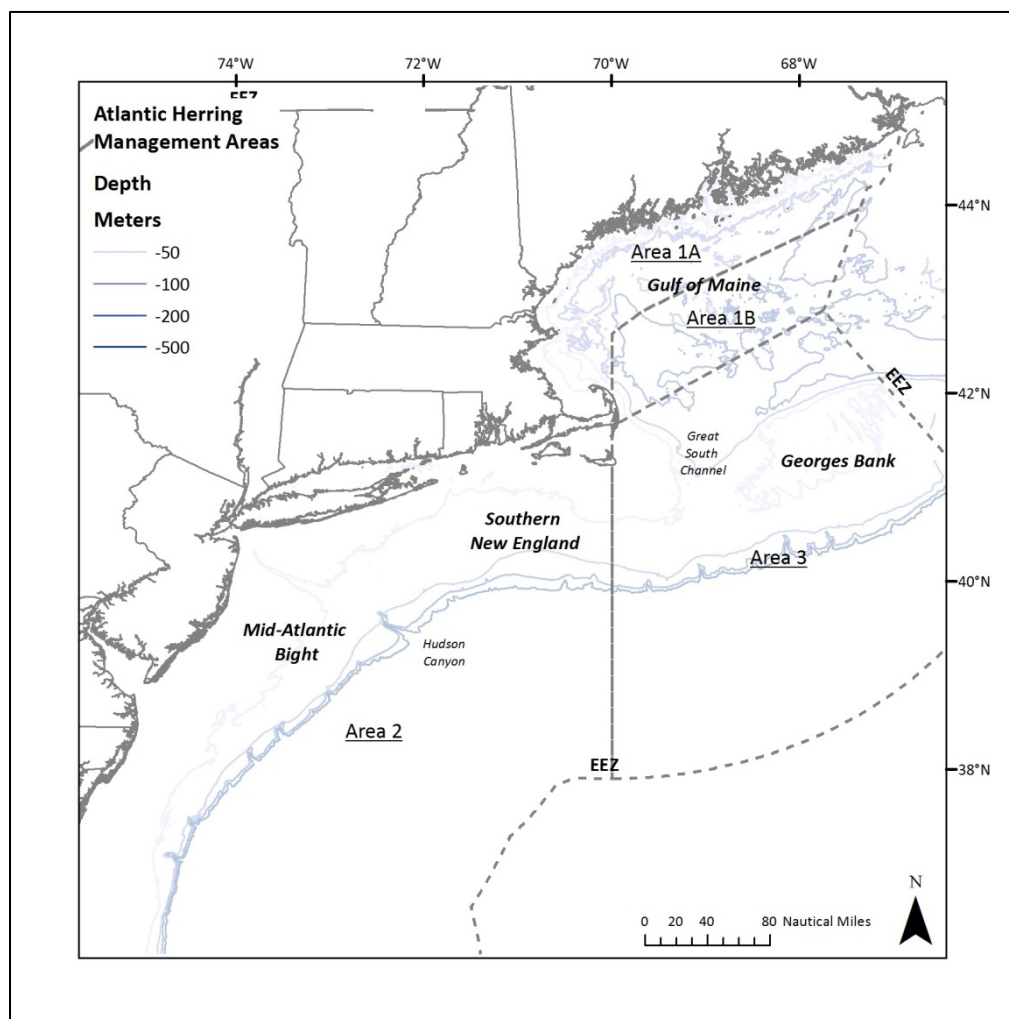 74°W
72°W
70°W
68°W
EEZ
Atlantic Herring
Management Areas
Depth
Meters
-50
-100
-200
-500
44°N
Area 1A
Gulf of Maine
Area 1B
42°N
EEZ
Great
South
Channel
Georges Bank
Southern
New England
Area 3
40°N
Mid-Atlantic
Bight
Hudson
Canyon
Area 2
EEZ
38°N
N
0 20 40 80 Nautical Miles